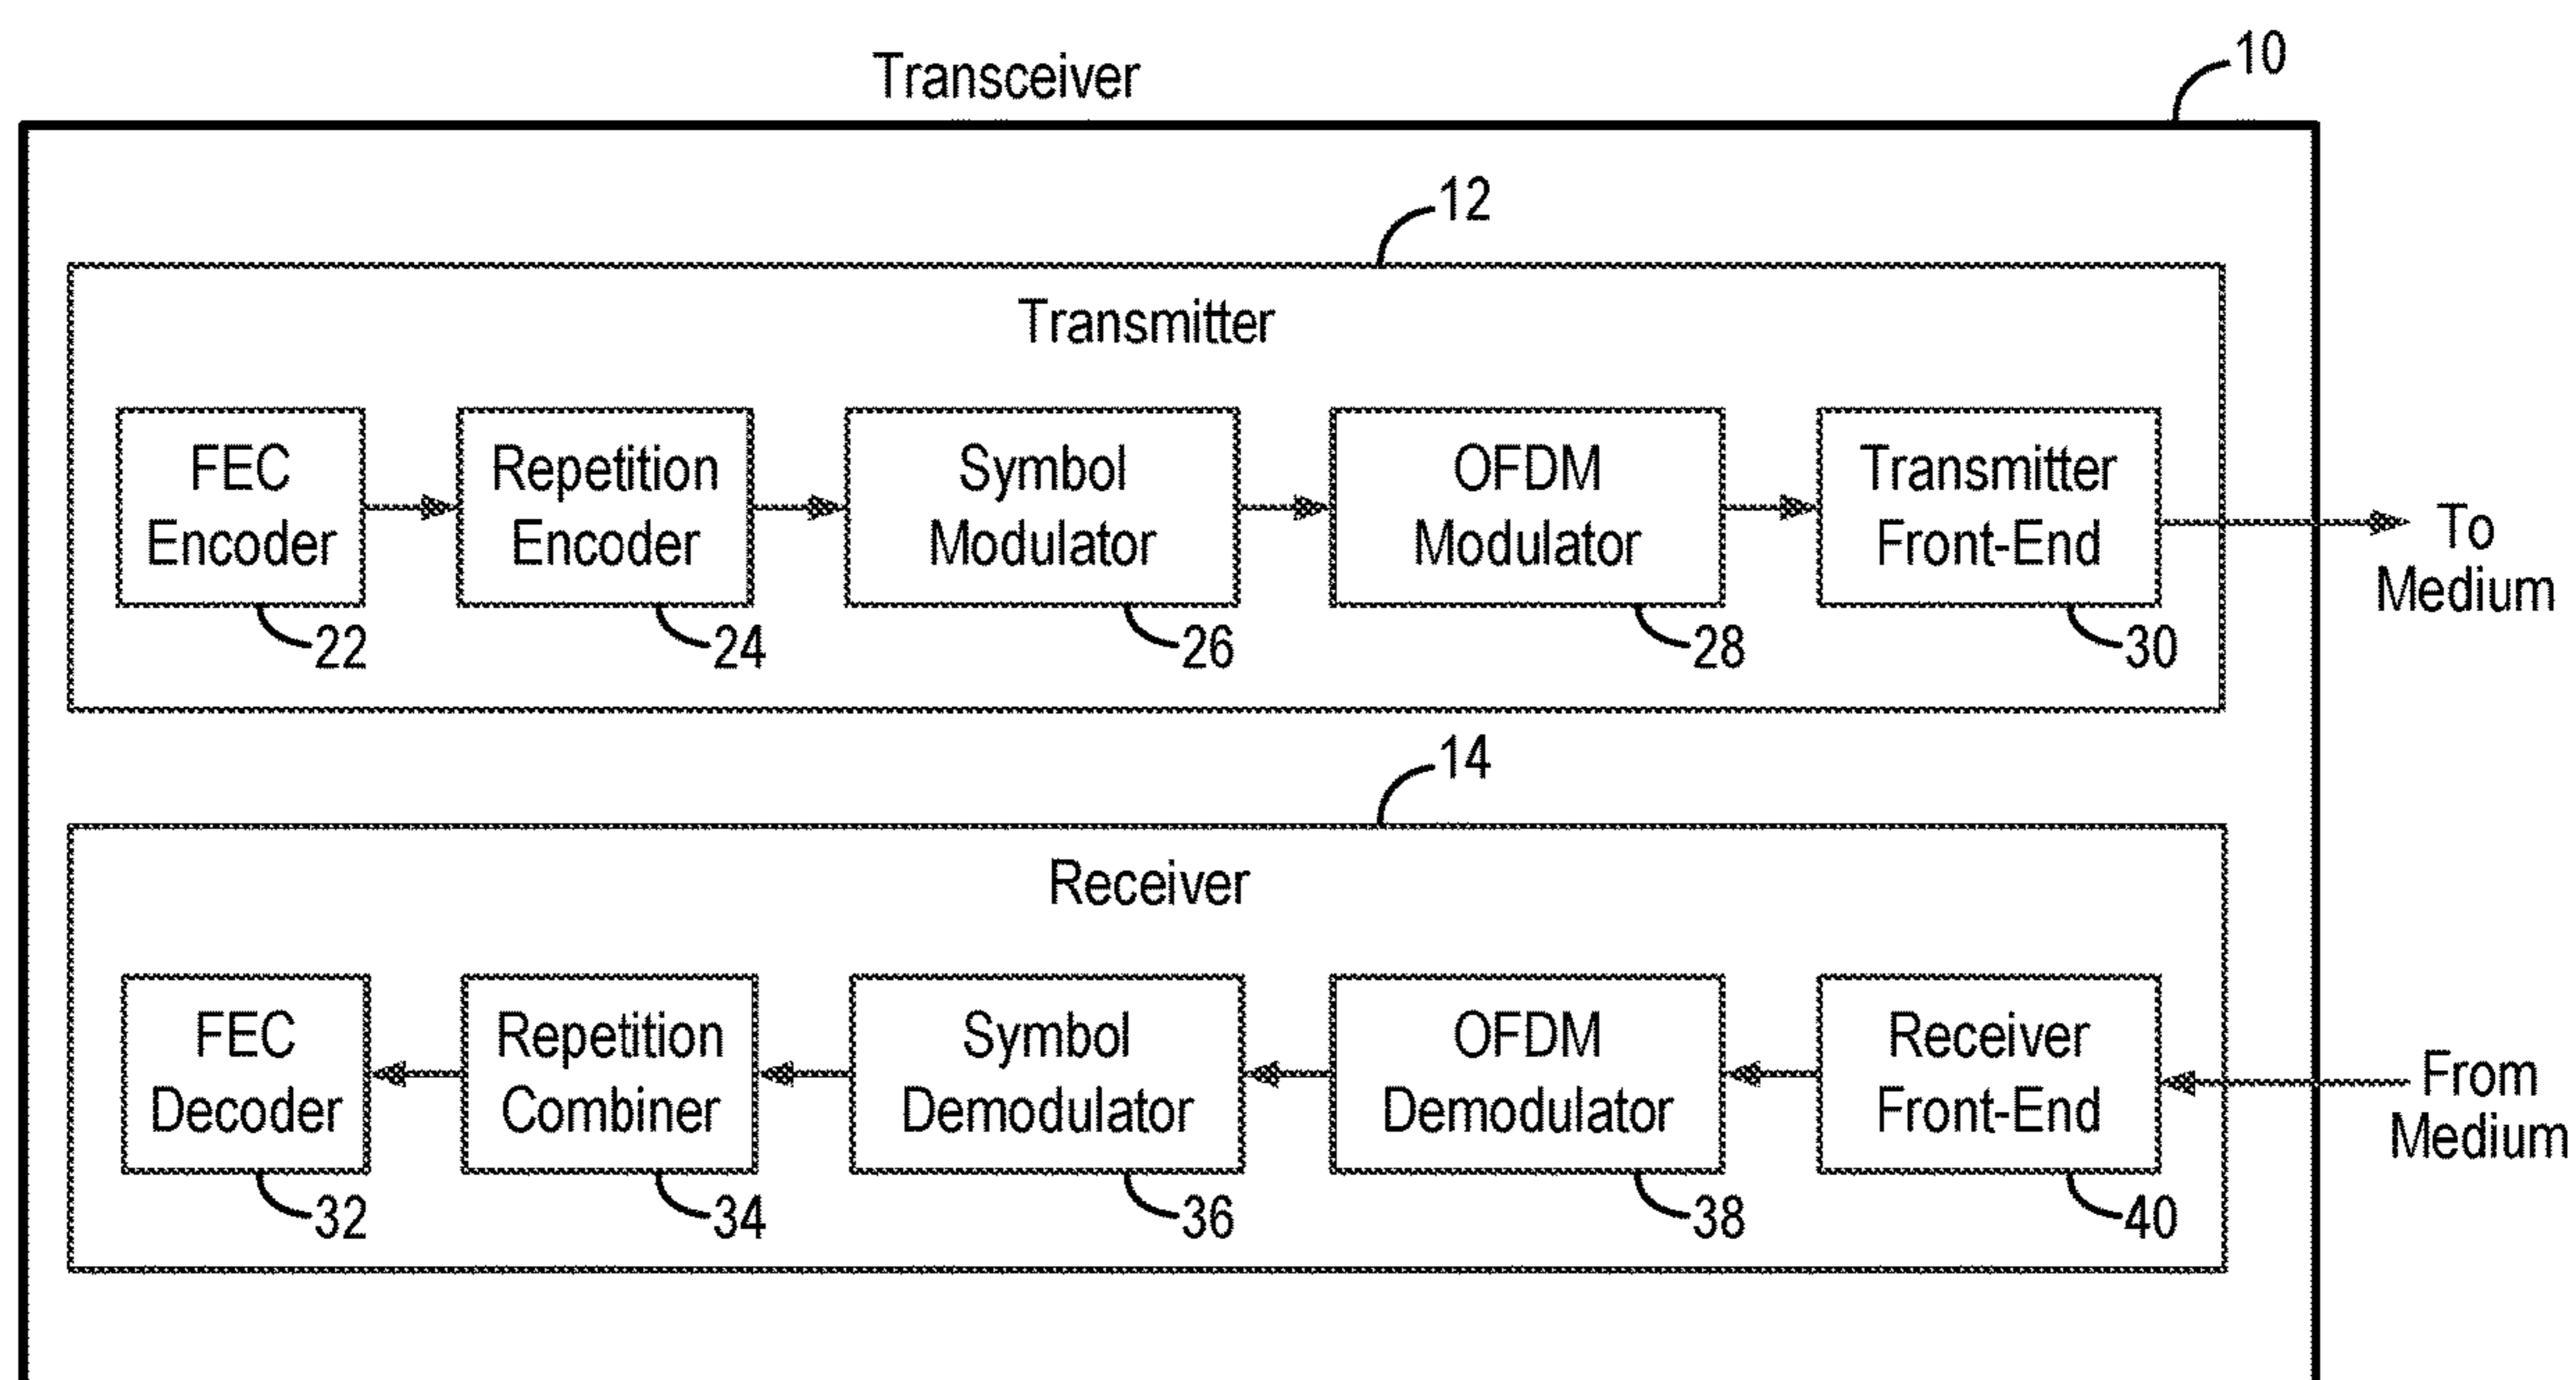 Transceiver
10
12
Transmitter
FEC
Encoder
22
Repetition
Encoder
24
Symbol
Modulator
26
OFDM
Modulator
28
Transmitter
Front-End
30
To
Medium
14
Receiver
FEC
Decoder
32
Repetition
Combiner
34
Symbol
Demodulator
36
OFDM
Demodulator
38
Receiver
Front-End
40
From
Medium